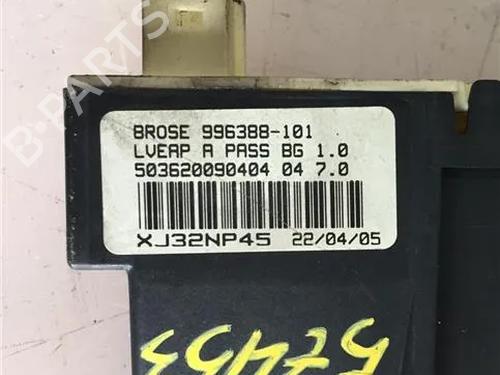 B-PARTS
BROSE 996388-101
LVEAP A PASS BG 1.0
503620090404 04 7.0
XJ32NP45 22/04/05